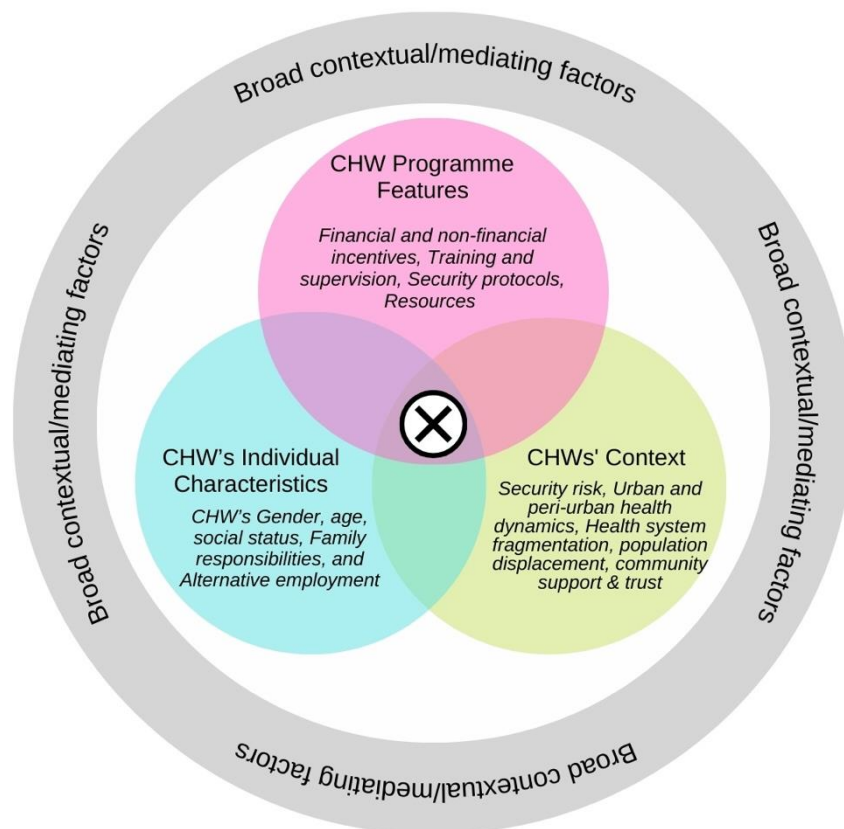 Broad contextual/mediating factors
CHW Programme
Features
Financial and non-financial
incentives, Training and
supervision, Security protocols,
Resources
Broad contextual/mediating factors
Broad contextual/mediating factors
CHW's Individual
Characteristics
CHW's Gender, age,
social status, Family
responsibilities, and
Alternative employment
CHWs' Context
Security risk, Urban and
peri-urban health
dynamics, Health system
fragmentation, population
displacement, community
support & trust
Broad contextual/mediating factors